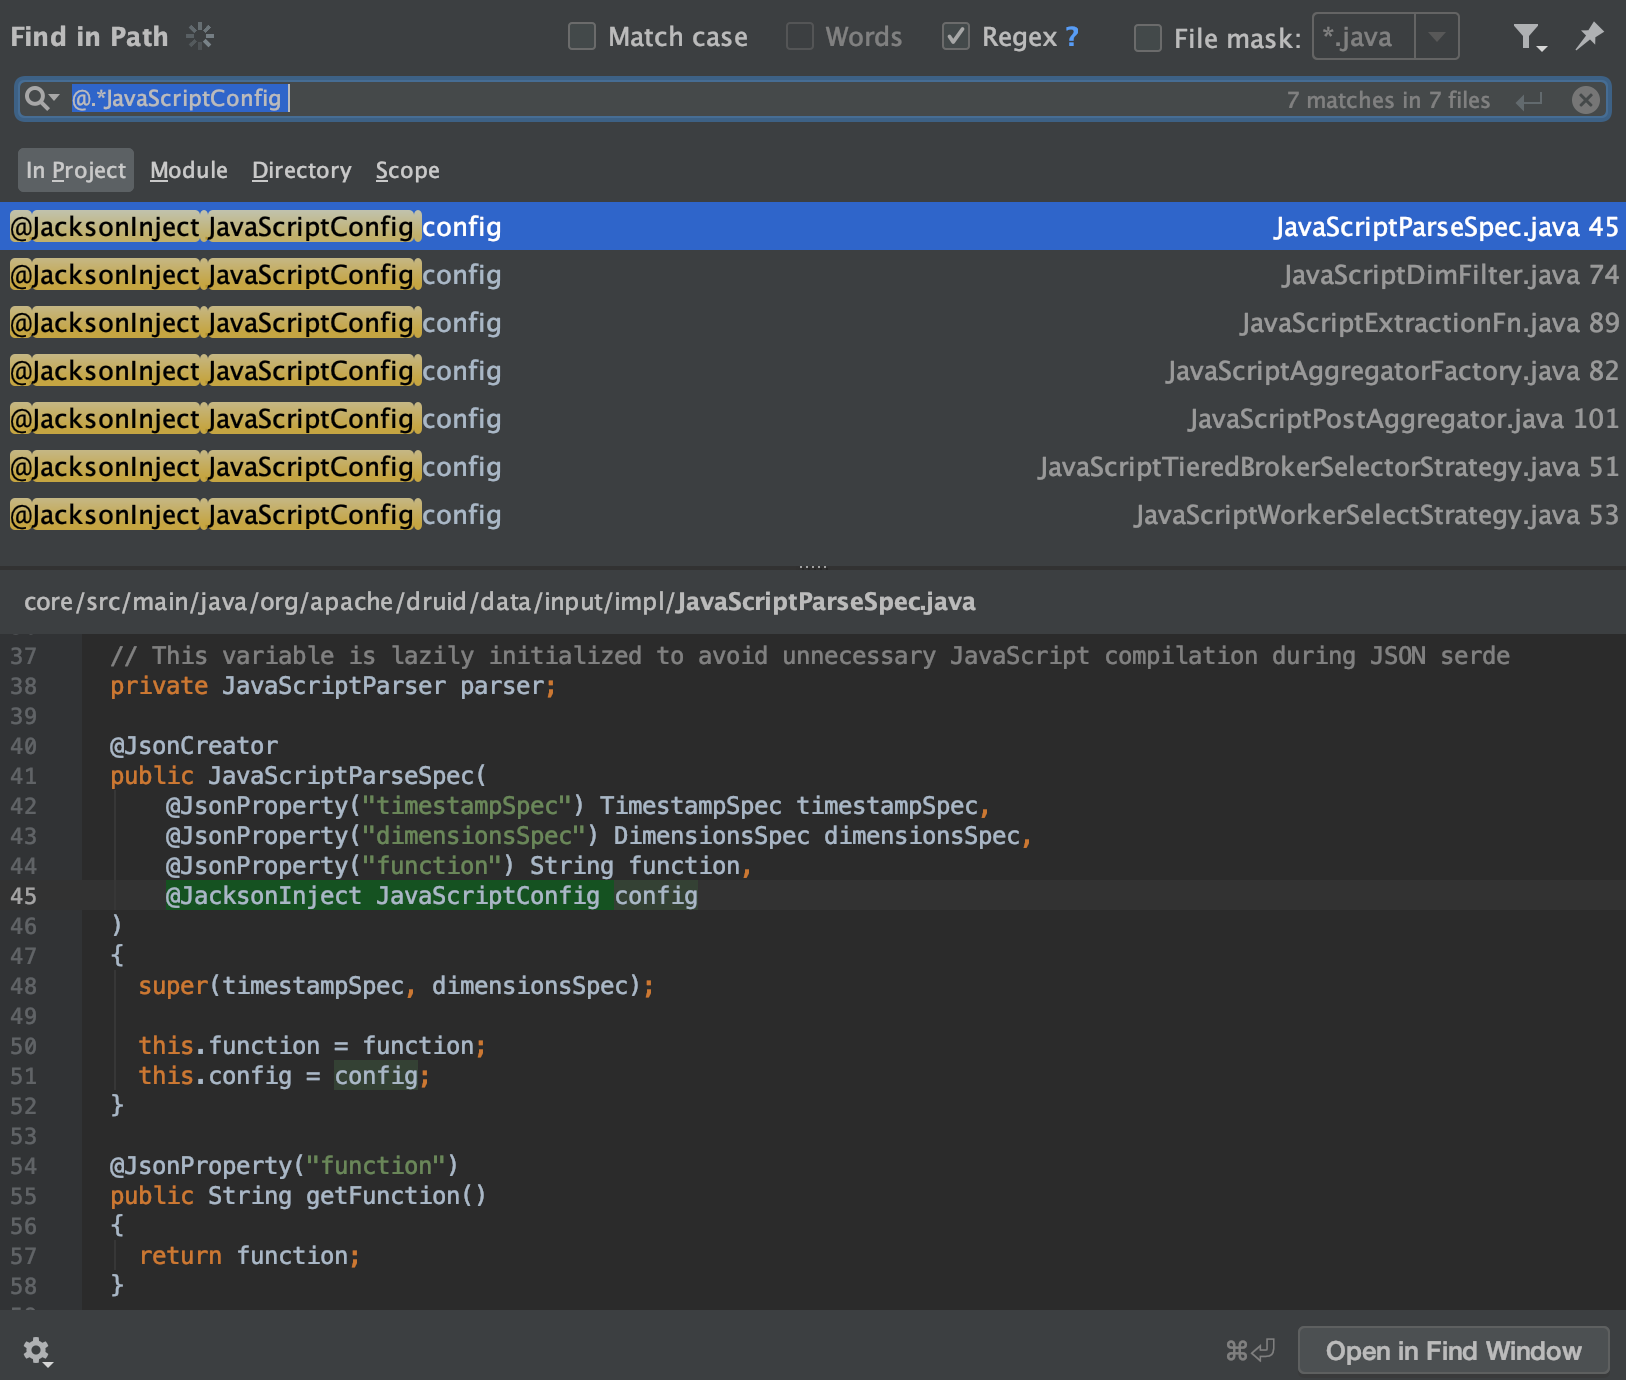 Find in Path Match case Words Regex ? File mask: *.java
@.*JavaScriptConfig 7 matches in 7 files
In Project Module Directory Scope
@JacksonInject JavaScriptConfig config JavaScriptParseSpec.java 45
@JacksonInject JavaScriptConfig config JavaScriptDimFilter.java 74
@JacksonInject JavaScriptConfig config JavaScriptExtractionFn.java 89
@JacksonInject JavaScriptConfig config JavaScriptAggregatorFactory.java 82
@JacksonInject JavaScriptConfig config JavaScriptPostAggregator.java 101
@JacksonInject JavaScriptConfig config JavaScriptTieredBrokerSelectorStrategy.java 51
@JacksonInject JavaScriptConfig config JavaScriptWorkerSelectStrategy.java 53
core/src/main/java/org/apache/druid/data/input/impl/JavaScriptParseSpec.java
37 // This variable is lazily initialized to avoid unnecessary JavaScript compilation during JSON serde
38 private JavaScriptParser parser;
39
40 @JsonCreator
41 public JavaScriptParseSpec(
42 @JsonProperty("timestampSpec") TimestampSpec timestampSpec,
43 @JsonProperty("dimensionsSpec") DimensionsSpec dimensionsSpec,
44 @JsonProperty("function") String function,
45 @JacksonInject JavaScriptConfig config
46 )
47 {
48 super(timestampSpec, dimensionsSpec);
49
50 this.function = function;
51 this.config = config;
52 }
53
54 @JsonProperty("function")
55 public String getFunction()
56 {
57 return function;
58 }
⌘⏎ Open in Find Window